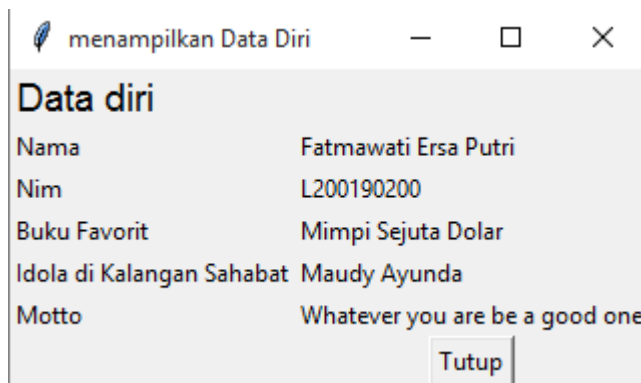 menampilkan Data Diri
Data diri
Nama Fatmawati Ersa Putri
Nim L200190200
Buku Favorit Mimpi Sejuta Dolar
Idola di Kalangan Sahabat Maudy Ayunda
Motto Whatever you are be a good one
Tutup